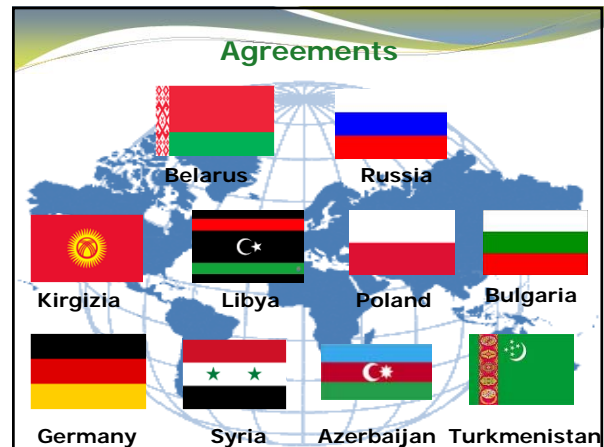 Agreements
Belarus Russia
Kirgizia Libya Poland Bulgaria
Germany Syria Azerbaijan Turkmenistan